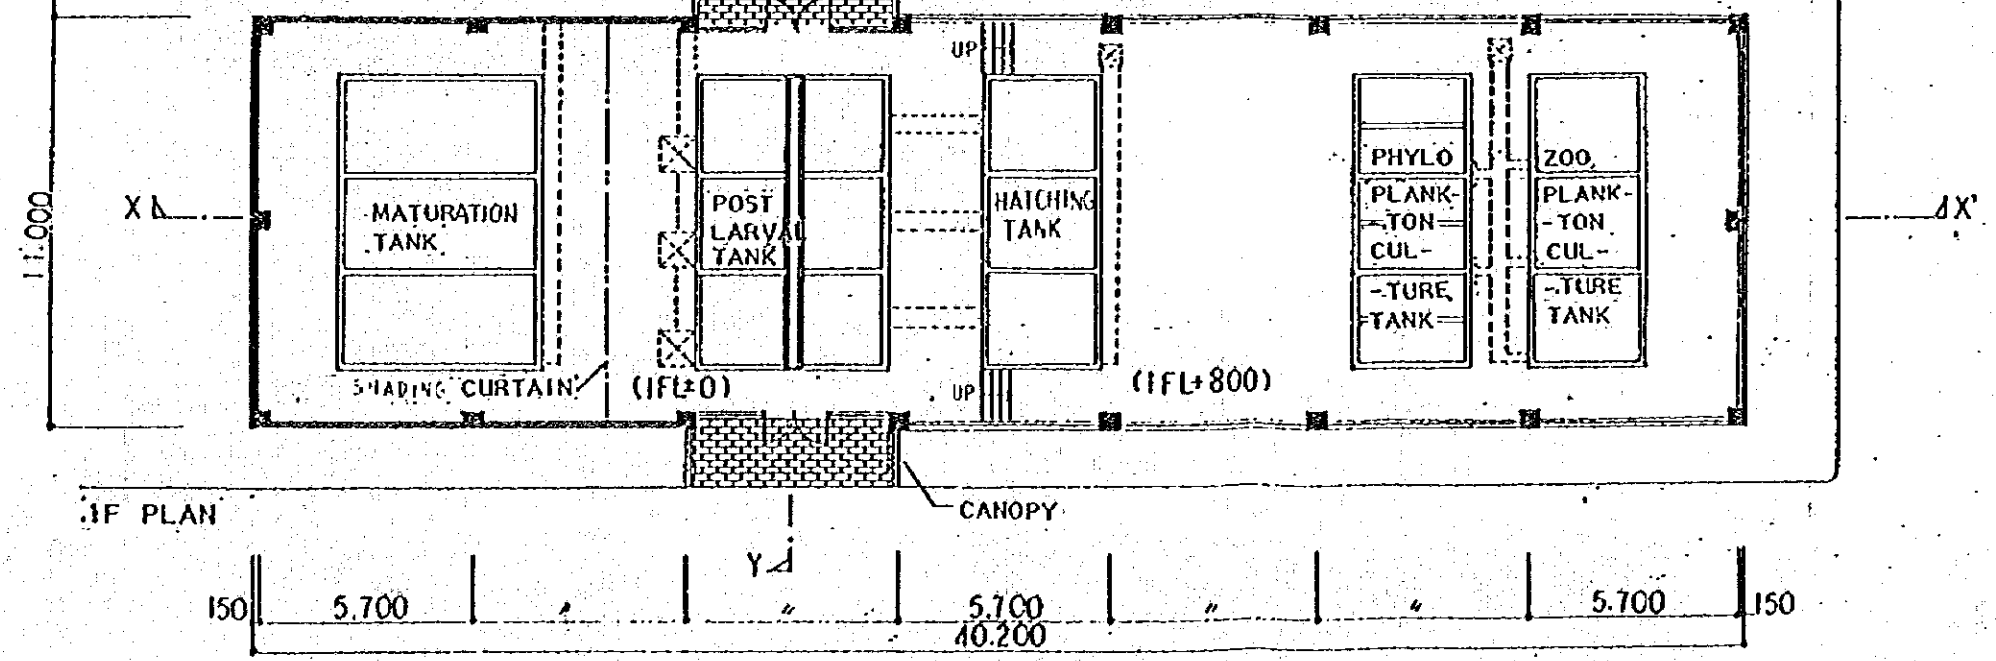 UP
PHYLO
ZOO,
11.000
X
MATURATION
TANK
POST
LARVAL
TANK
HATCHING
TANK
PLANK-
-TON
CUL-
-TURE
TANK
PLANK-
-TON
CUL-
-TURE
TANK
X'
SHADING CURTAIN
(1FL±0)
UP
(1FL+800)
1F PLAN
CANOPY
Y
150
5.700
〃
〃
5.700
〃
〃
5.700
150
40.200